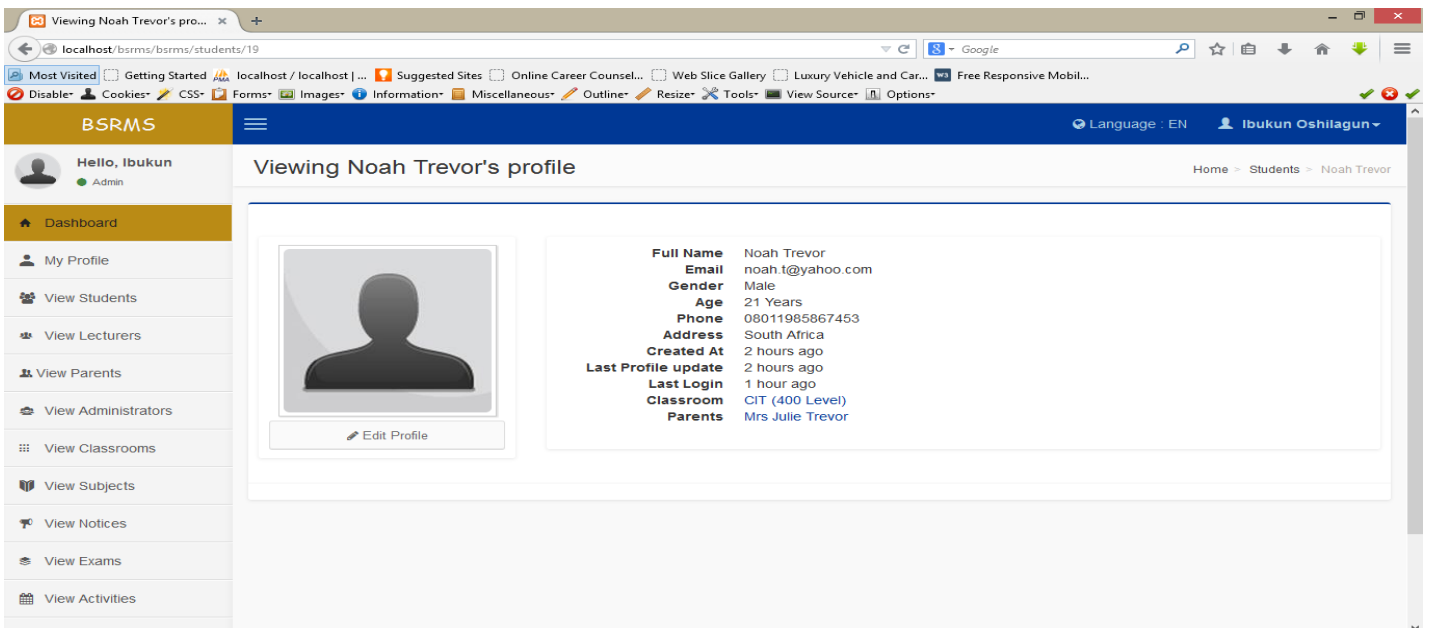 Viewing Noah Trevor's pro... × +
localhost/bsrms/bsrms/students/19 Google
Most Visited Getting Started localhost / localhost | ... Suggested Sites Online Career Counsel... Web Slice Gallery Luxury Vehicle and Car... Free Responsive Mobil...
Disable Cookies CSS Forms Images Information Miscellaneous Outline Resize Tools View Source Options
BSRMS Language : EN Ibukun Oshilagun
Hello, Ibukun
Admin
Viewing Noah Trevor's profile Home > Students > Noah Trevor
Dashboard
My Profile
View Students
View Lecturers
View Parents
View Administrators
View Classrooms
View Subjects
View Notices
View Exams
View Activities
Edit Profile
Full Name Noah Trevor
Email noah.t@yahoo.com
Gender Male
Age 21 Years
Phone 08011985867453
Address South Africa
Created At 2 hours ago
Last Profile update 2 hours ago
Last Login 1 hour ago
Classroom CIT (400 Level)
Parents Mrs Julie Trevor